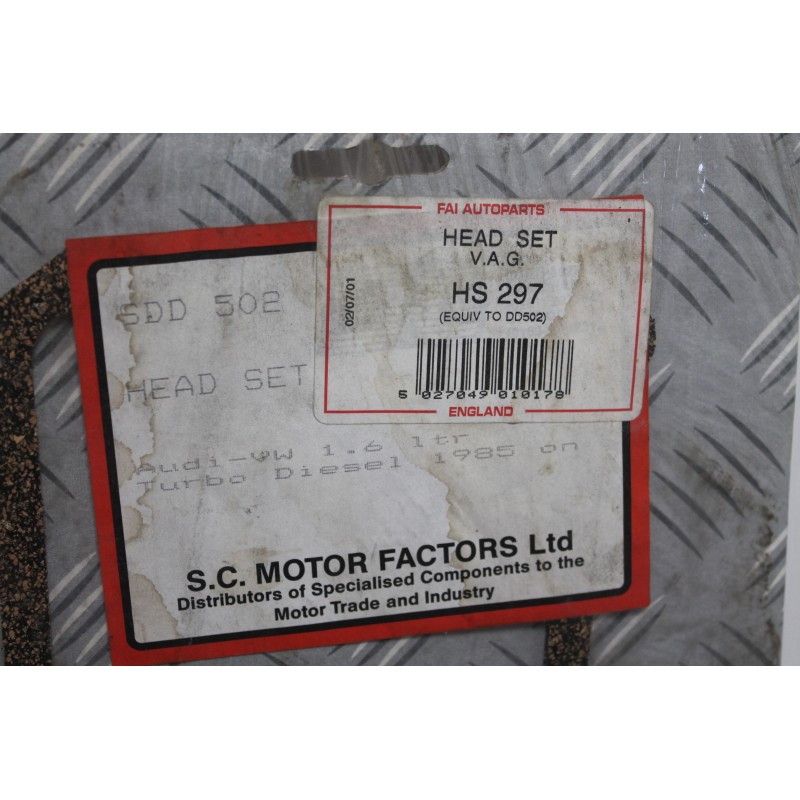 FAI AUTOPARTS
HEAD SET
V.A.G.
HS 297
(EQUIV TO DD502)
02/07/01
5 027049 010178
ENGLAND
SDD 502
HEAD SET
Audi-VW 1.6 ltr
Turbo Diesel 1985 on
S.C. MOTOR FACTORS Ltd
Distributors of Specialised Components to the
Motor Trade and Industry